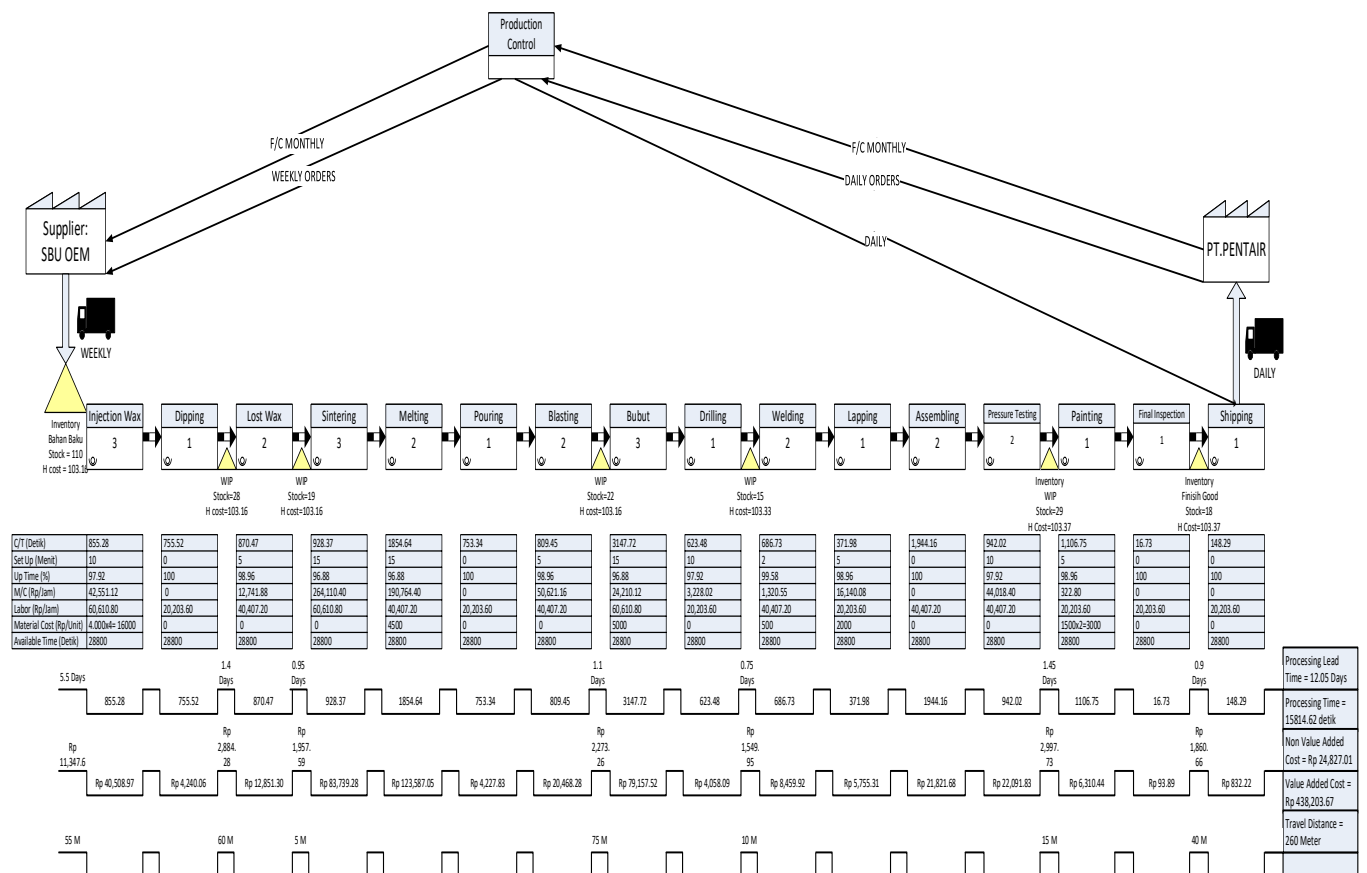 Production
Control
F/C MONTHLY
WEEKLY ORDERS
F/C MONTHLY
DAILY ORDERS
DAILY
Supplier:
SBU OEM
PT.PENTAIR
WEEKLY
DAILY
Inventory
Bahan Baku
Stock = 110
H cost = 103.16
Injection Wax
3
Dipping
1
Lost Wax
2
Sintering
3
Melting
2
Pouring
1
Blasting
2
Bubut
3
Drilling
1
Welding
2
Lapping
1
Assembling
2
Pressure Testing
2
Painting
1
Final Inspection
1
Shipping
1
WIP
Stock=28
H cost=103.16
WIP
Stock=19
H cost=103.16
WIP
Stock=22
H cost=103.16
WIP
Stock=15
H cost=103.33
Inventory
WIP
Stock=29
H Cost=103.37
Inventory
Finisih Good
Stock=18
H Cost=103.37
C/T (Detik) 855.28 755.52 870.47 928.37 1854.64 753.34 809.45 3147.72 623.48 686.73 371.98 1,944.16 942.02 1,106.75 16.73 148.29
Set Up (Menit) 10 0 5 15 15 0 5 15 10 2 5 0 10 5 0 0
Up Time (%) 97.92 100 98.96 96.88 96.88 100 98.96 96.88 97.92 99.58 98.96 100 97.92 98.96 100 100
M/C (Rp/Jam) 42,551.12 0 12,741.88 264,110.40 190,764.40 0 50,621.16 24,210.12 3,228.02 1,320.55 16,140.08 0 44,018.40 322.80 0 0
Labor (Rp/Jam) 60,610.80 20,203.60 40,407.20 60,610.80 40,407.20 20,203.60 40,407.20 60,610.80 20,203.60 40,407.20 20,203.60 40,407.20 40,407.20 20,203.60 20,203.60 20,203.60
Material Cost (Rp/Unit) 4.000x4= 16000 0 0 0 4500 0 0 5000 0 500 2000 0 0 1500x2=3000 0 0
Available Time (Detik) 28800 28800 28800 28800 28800 28800 28800 28800 28800 28800 28800 28800 28800 28800 28800 28800
5.5 Days
1.4
Days
0.95
Days
1.1
Days
0.75
Days
1.45
Days
0.9
Days
855.28 755.52 870.47 928.37 1854.64 753.34 809.45 3147.72 623.48 686.73 371.98 1944.16 942.02 1106.75 16.73 148.29
Processing Lead
Time = 12.05 Days
Processing Time =
15814.62 detik
Rp
11,347.6
Rp
2,884.
28
Rp
1,957.
59
Rp
2,273.
26
Rp
1,549.
95
Rp
2,997.
73
Rp
1,860.
66
Rp 40,508.97 Rp 4,240.06 Rp 12,851.30 Rp 83,739.28 Rp 123,587.05 Rp 4,227.83 Rp 20,468.28 Rp 79,157.52 Rp 4,058.09 Rp 8,459.92 Rp 5,755.31 Rp 21,821.68 Rp 22,091.83 Rp 6,310.44 Rp 93.89 Rp 832.22
Non Value Added
Cost = Rp 24,827.01
Value Added Cost =
Rp 438,203.67
55 M 60 M 5 M 75 M 10 M 15 M 40 M
Travel Distance =
260 Meter